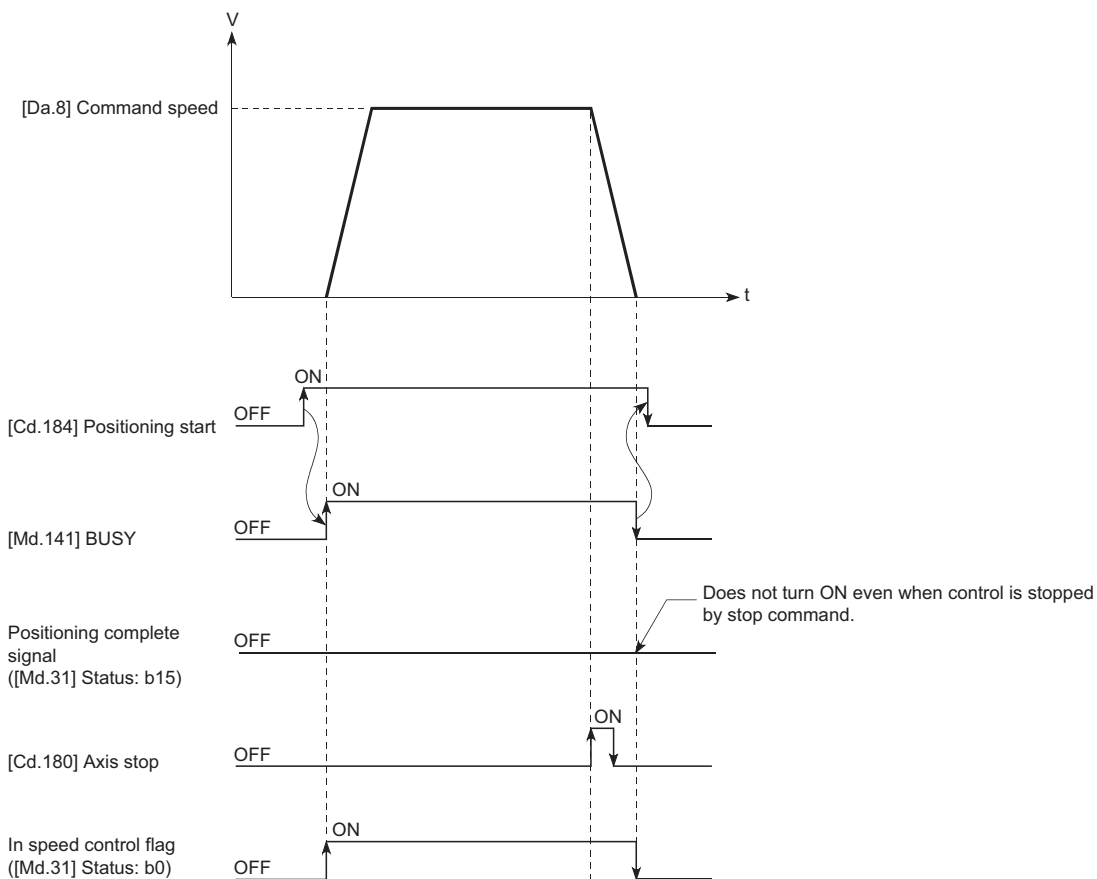 V
[Da.8] Command speed
t
ON
OFF
[Cd.184] Positioning start
ON
OFF
[Md.141] BUSY
Does not turn ON even when control is stopped
by stop command.
Positioning complete
signal
([Md.31] Status: b15)
OFF
ON
OFF
[Cd.180] Axis stop
ON
In speed control flag
([Md.31] Status: b0)
OFF